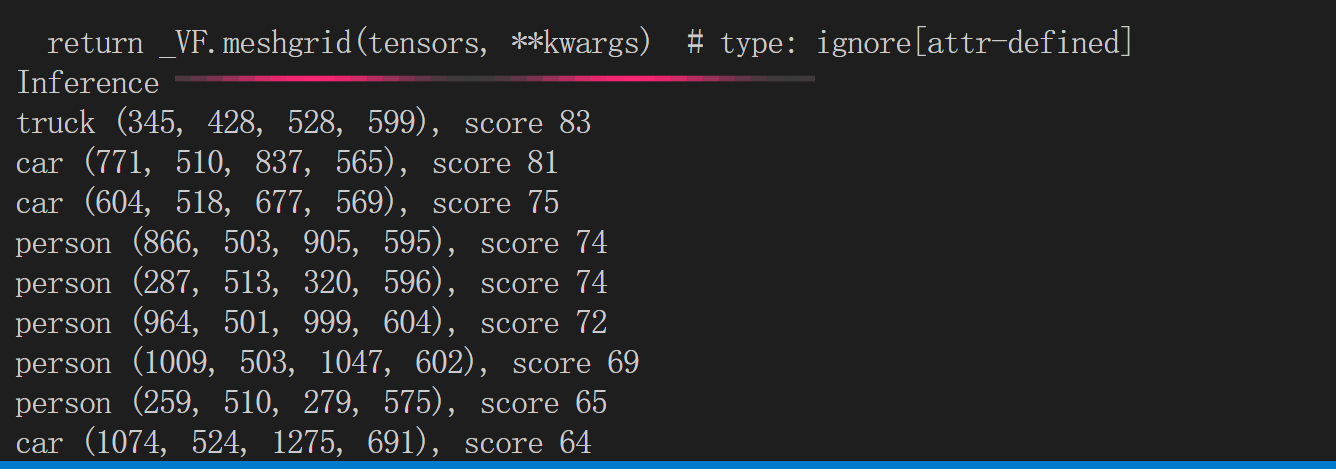 return _VF.meshgrid(tensors, **kwargs)  # type: ignore[attr-defined]
Inference
truck (345, 428, 528, 599), score 83
car (771, 510, 837, 565), score 81
car (604, 518, 677, 569), score 75
person (866, 503, 905, 595), score 74
person (287, 513, 320, 596), score 74
person (964, 501, 999, 604), score 72
person (1009, 503, 1047, 602), score 69
person (259, 510, 279, 575), score 65
car (1074, 524, 1275, 691), score 64